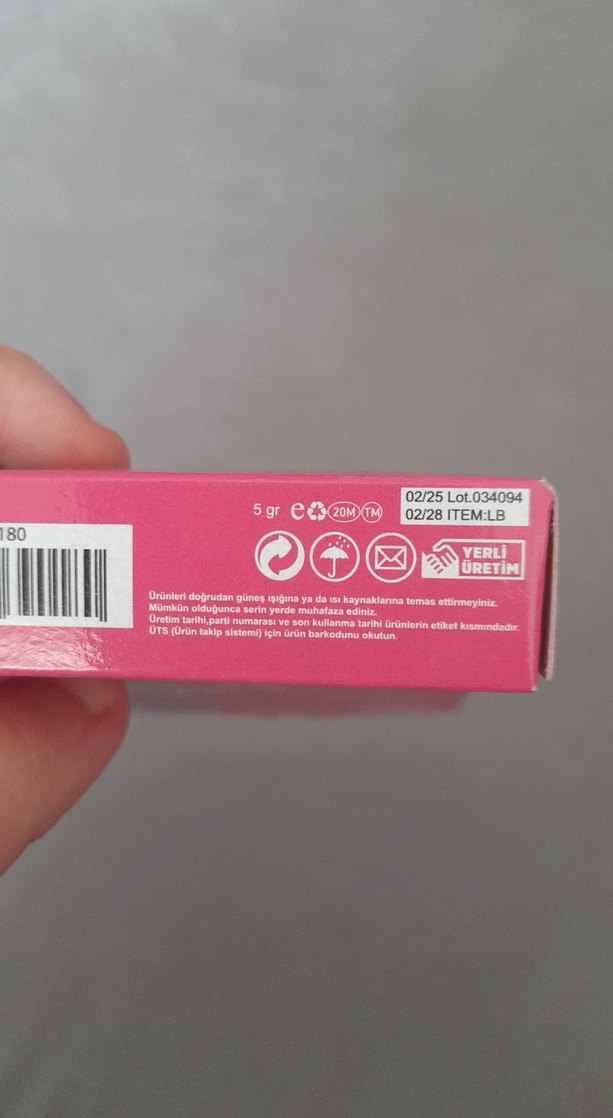 180
5 gr e 20M TM
02/25 Lot.034094
02/28 ITEM:LB
YERLİ
ÜRETİM
Ürünleri doğrudan güneş ışığına ya da ısı kaynaklarına temas ettirmeyiniz.
Mümkün olduğunca serin yerde muhafaza ediniz.
Üretim tarihi,parti numarası ve son kullanma tarihi ürünlerin etiket kısmındadır.
ÜTS (Ürün takip sistemi) için ürün barkodunu okutun.